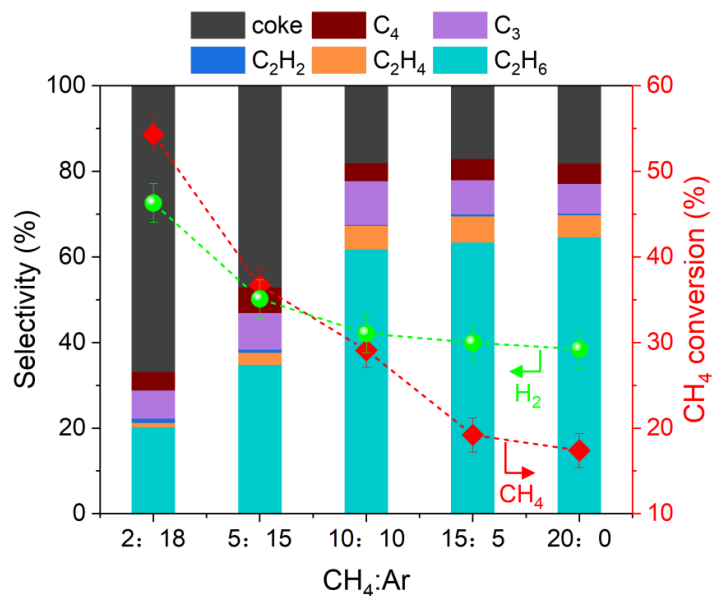 coke C₄ C₃
C₂H₂ C₂H₄ C₂H₆
100
80
60
40
20
0
Selectivity (%)
60
50
40
30
20
10
CH₄ conversion (%)
H₂
CH₄
2：18 5：15 10：10 15：5 20：0
CH₄:Ar